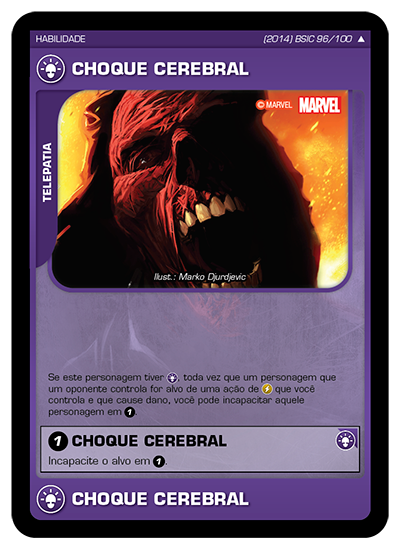 HABILIDADE (2014) BSIC 96/100 ▲
CHOQUE CEREBRAL
© MARVEL MARVEL
TELEPATIA
Ilust.: Marko Djurdjevic
Se este personagem tiver , toda vez que um personagem que
um oponente controla for alvo de uma ação de que você
controla e que cause dano, você pode incapacitar aquele
personagem em 1.
1 CHOQUE CEREBRAL
Incapacite o alvo em 1.
CHOQUE CEREBRAL